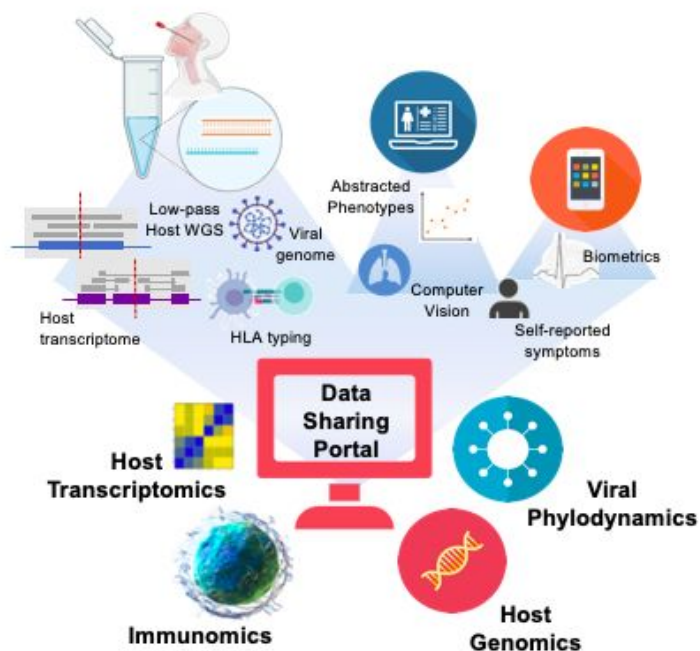 Abstracted
Phenotypes
Low-pass
Host WGS
Viral
genome
Biometrics
Computer
Vision
Host
transcriptome
HLA typing
Self-reported
symptoms
Data
Sharing
Portal
Host
Transcriptomics
Viral
Phylodynamics
Immunomics
Host
Genomics